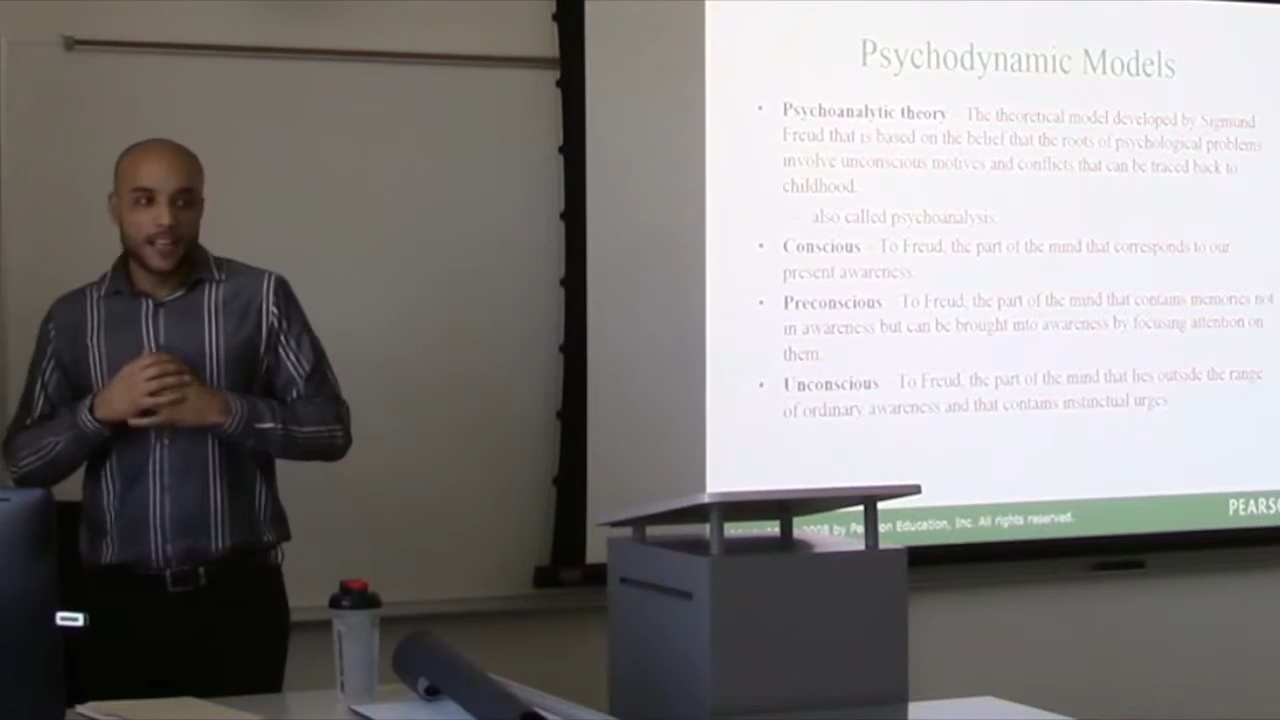 Psychodynamic Models
• Psychoanalytic theory – The theoretical model developed by Sigmund
Freud that is based on the belief that the roots of psychological problems
involve unconscious motives and conflicts that can be traced back to
childhood.
– also called psychoanalysis.
• Conscious – To Freud, the part of the mind that corresponds to our
present awareness.
• Preconscious – To Freud, the part of the mind that contains memories not
in awareness but can be brought into awareness by focusing attention on
them.
• Unconscious – To Freud, the part of the mind that lies outside the range
of ordinary awareness and that contains instinctual urges
2008 by Pearson Education, Inc. All rights reserved.
PEARSO